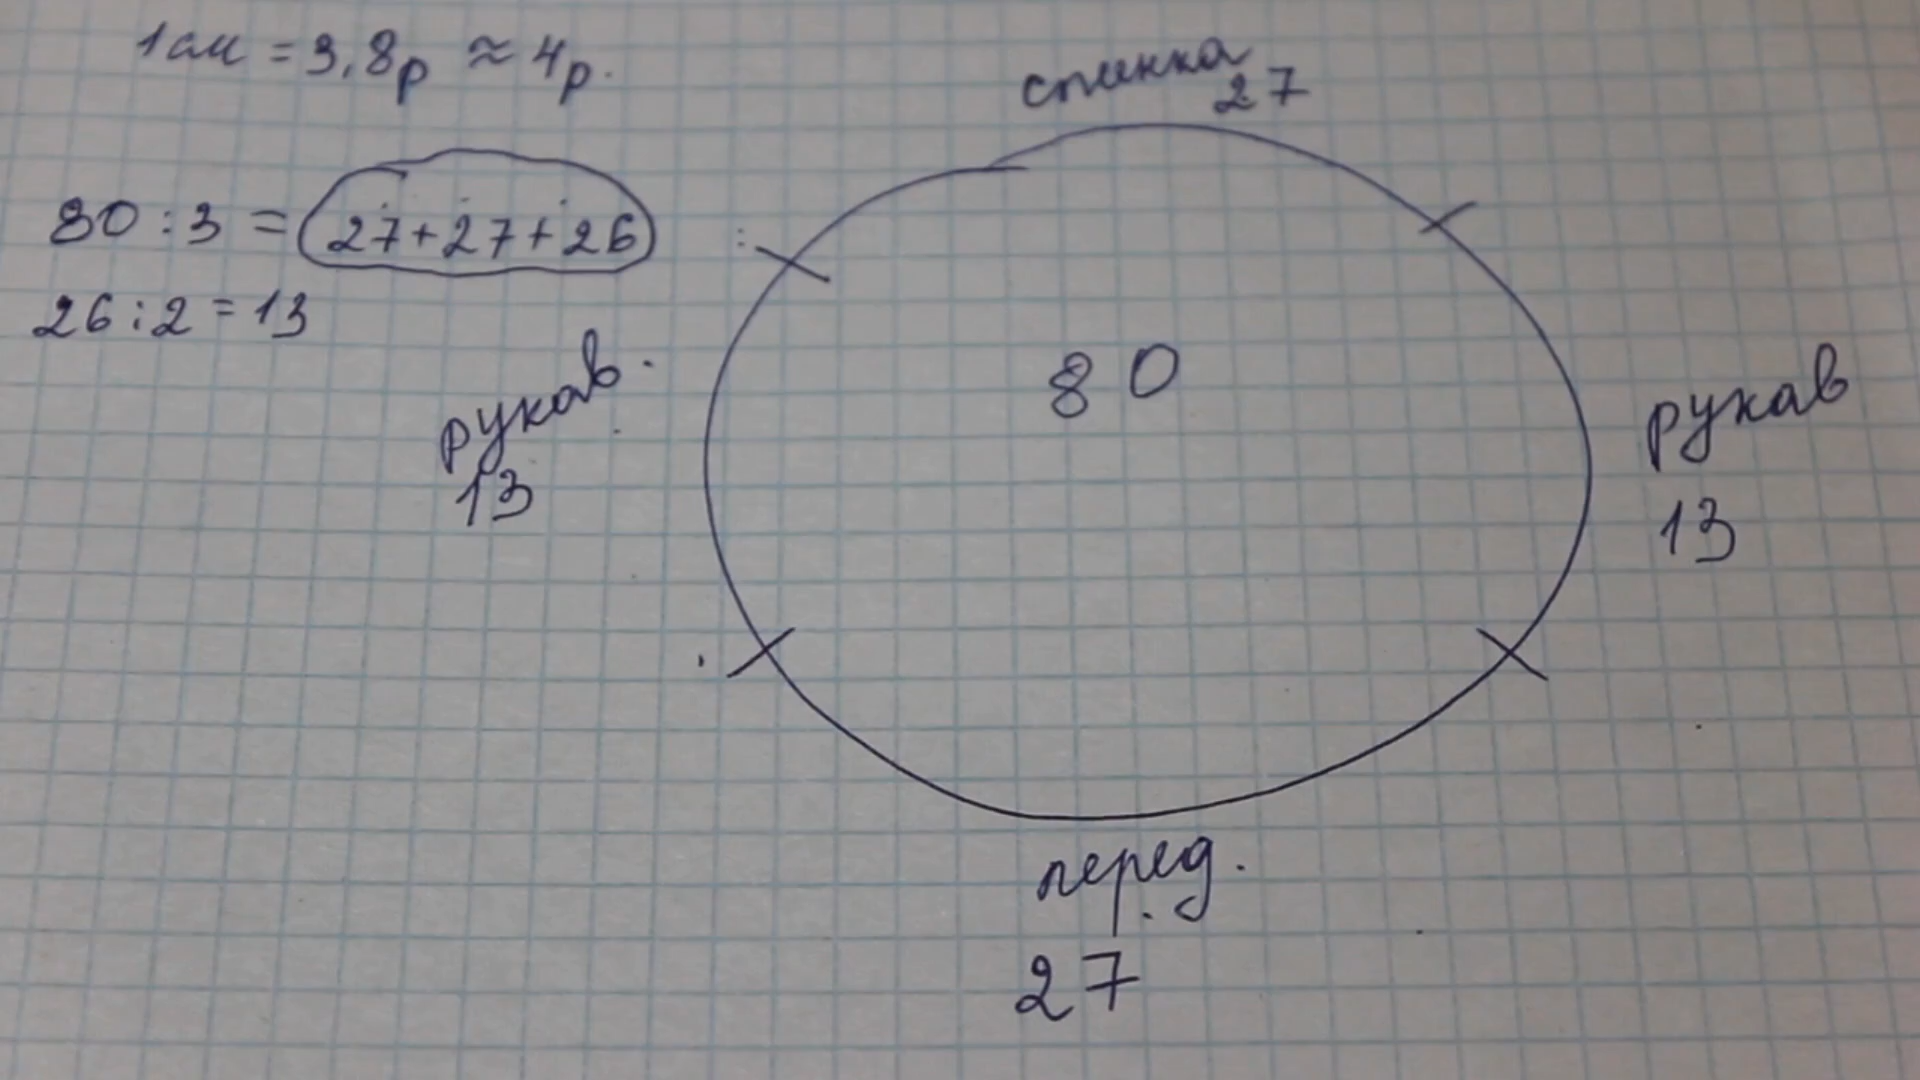 1см = 3,8р ≈ 4р.
80 : 3 = 27+27+26
26 : 2 = 13
спинка
27
80
рукав.
13
рукав
13
перед.
27